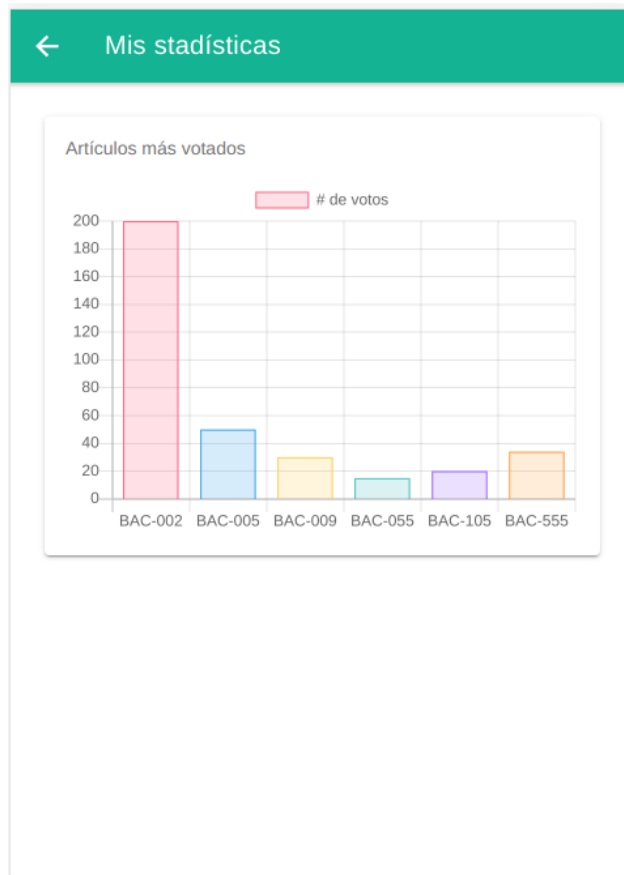 Mis stadísticas
Artículos más votados
# de votos
200
180
160
140
120
100
80
60
40
20
0
BAC-002 BAC-005 BAC-009 BAC-055 BAC-105 BAC-555